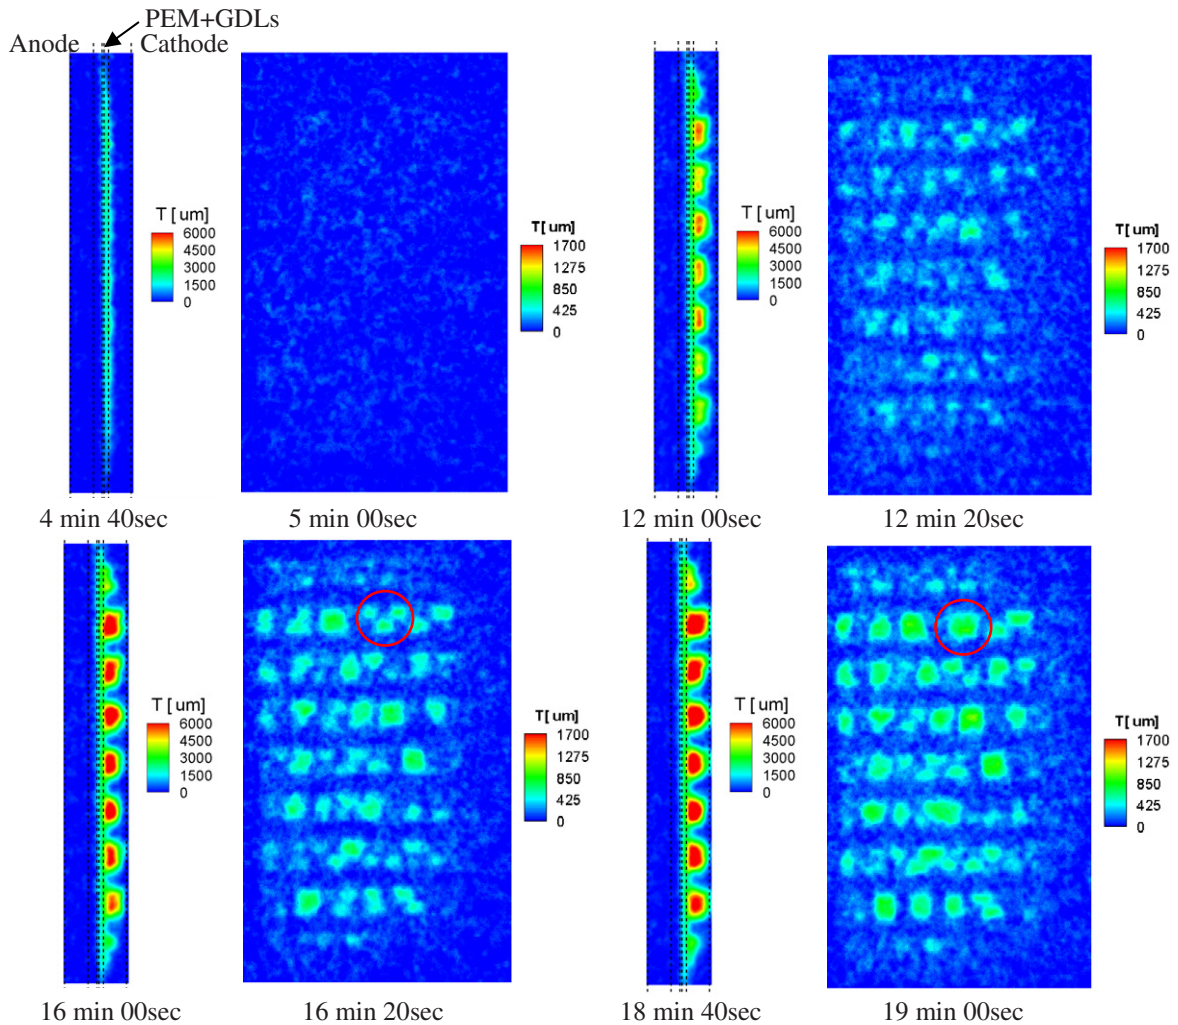 PEM+GDLs
Anode Cathode
T [ um]
6000
4500
3000
1500
0
T[ um]
1700
1275
850
425
0
T [ um]
6000
4500
3000
1500
0
T[ um]
1700
1275
850
425
0
4 min 40sec
5 min 00sec
12 min 00sec
12 min 20sec
T [ um]
6000
4500
3000
1500
0
T[ um]
1700
1275
850
425
0
T [ um]
6000
4500
3000
1500
0
T[ um]
1700
1275
850
425
0
16 min 00sec
16 min 20sec
18 min 40sec
19 min 00sec